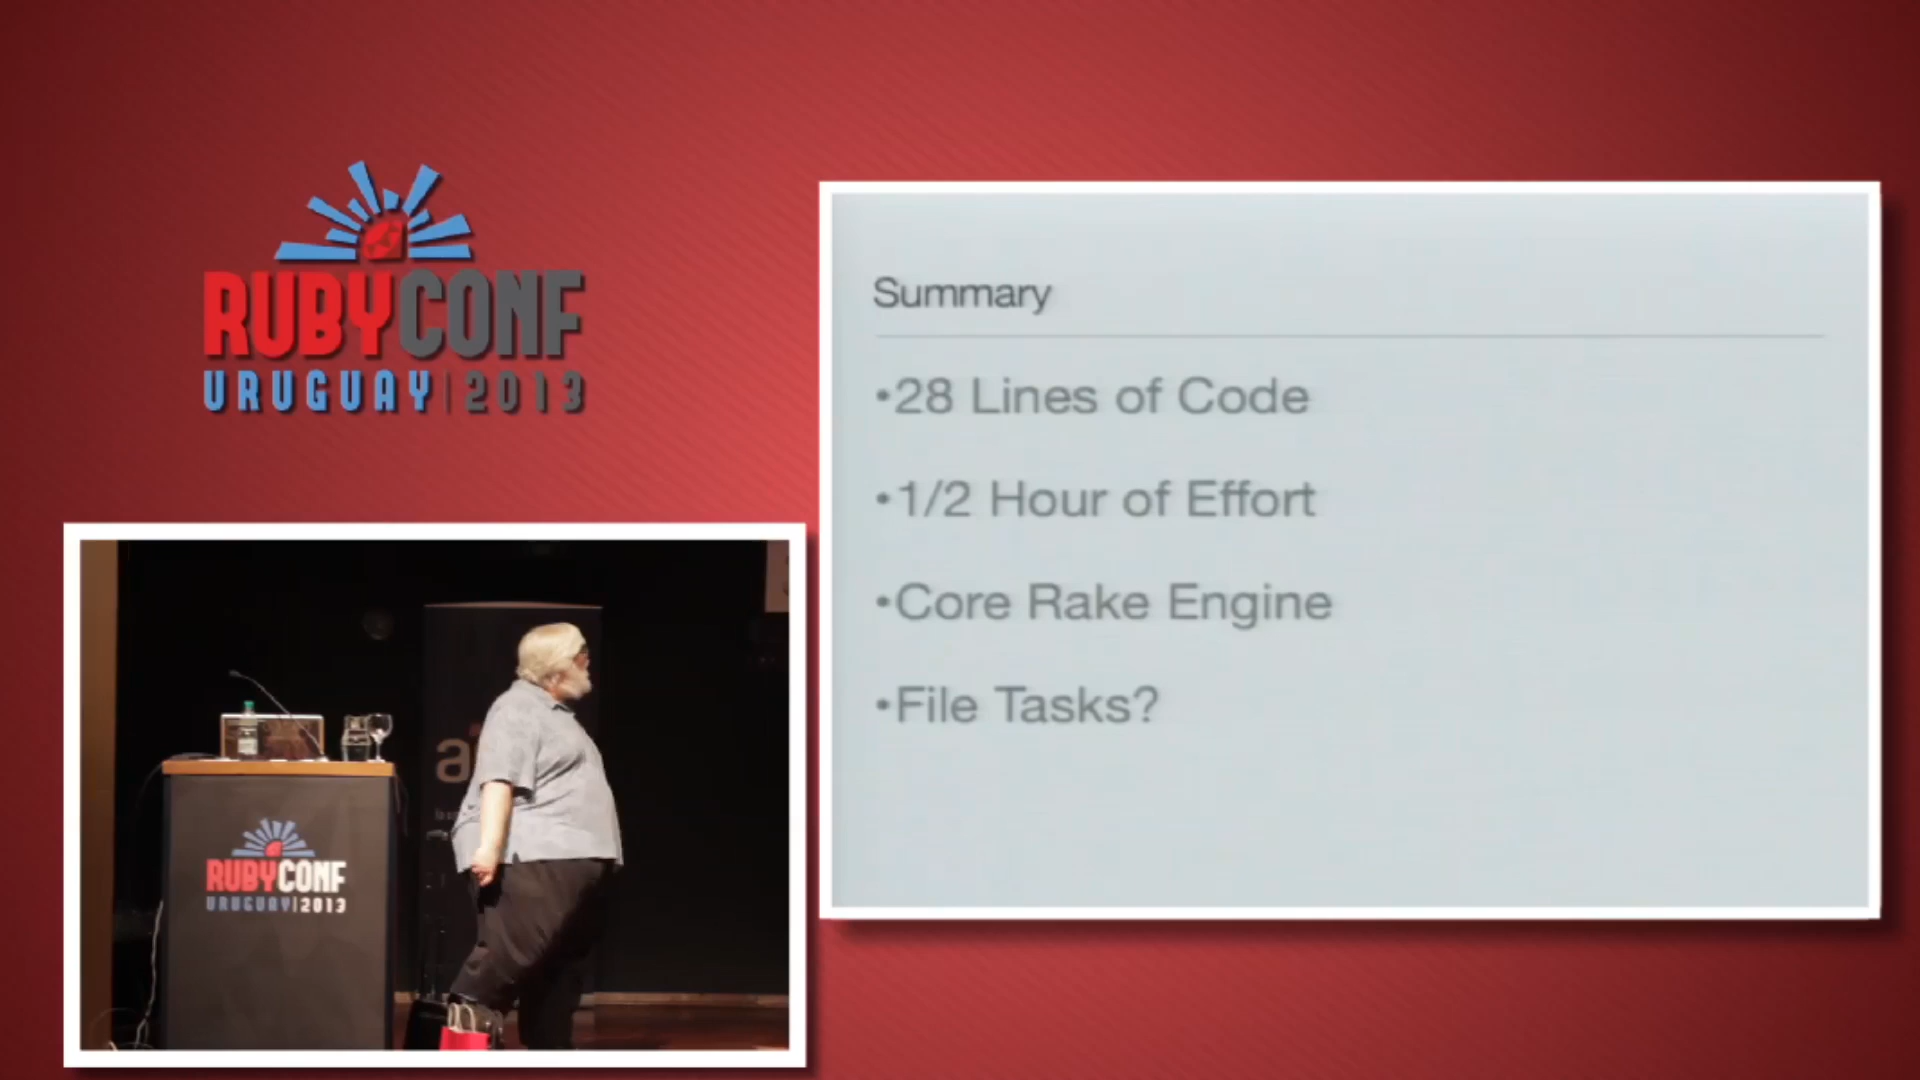 RUBYCONF
URUGUAY|2013
Summary
•28 Lines of Code
•1/2 Hour of Effort
•Core Rake Engine
•File Tasks?
RUBYCONF
URUGUAY|2013